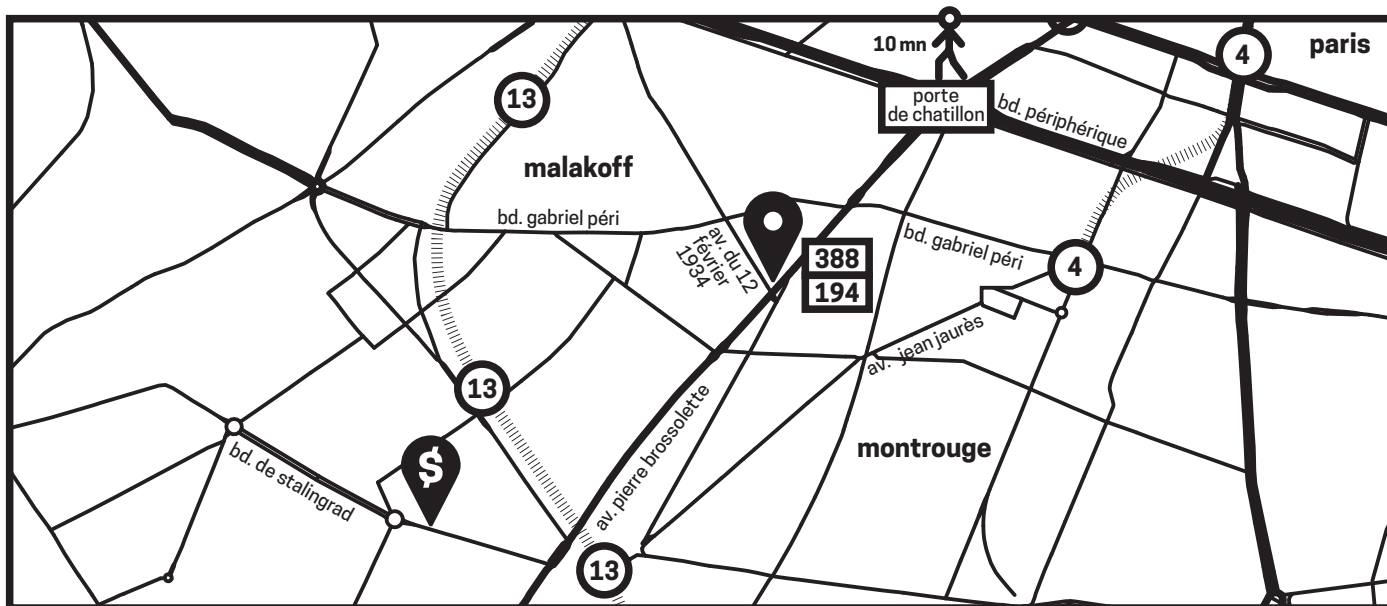 10 mn
4
paris
13
porte
de chatillon
bd. périphérique
malakoff
bd. gabriel péri
av. du 12
février
1934
388
194
bd. gabriel péri
4
av. jean jaurès
13
av. pierre brossolette
montrouge
bd. de stalingrad
$
13